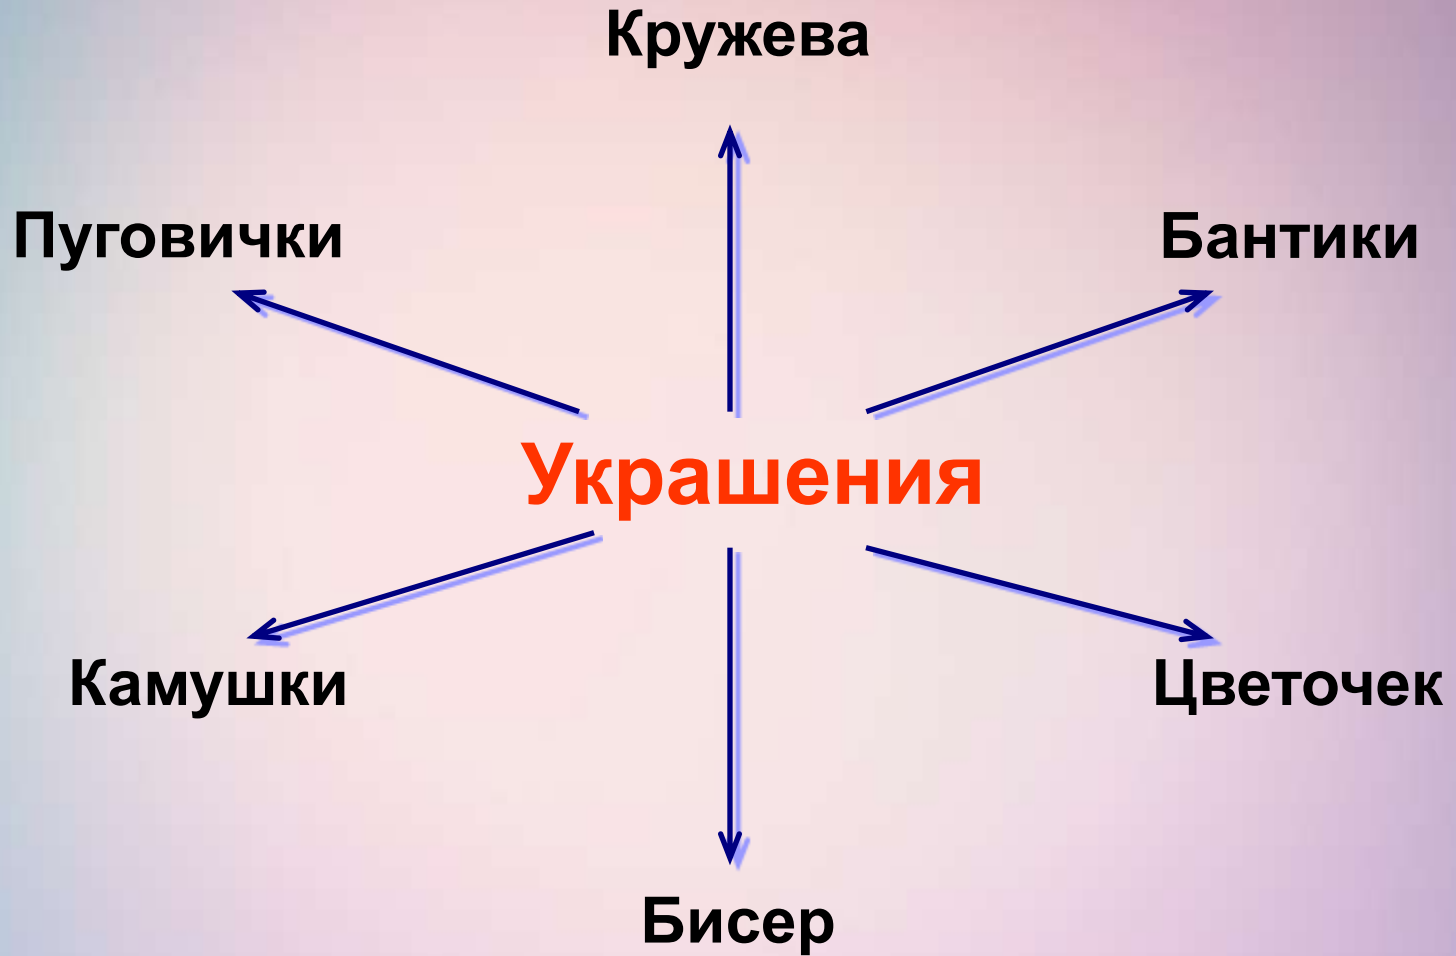 Кружева
Пуговички
Бантики
Украшения
Камушки
Цветочек
Бисер